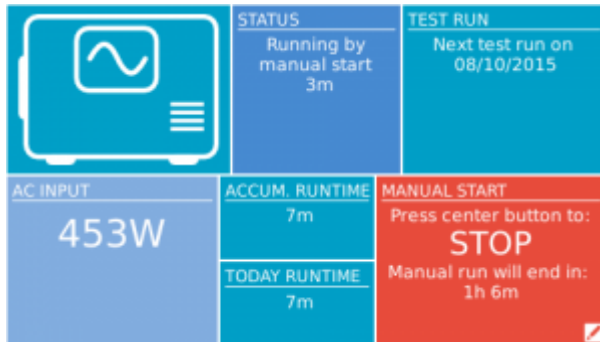 STATUS
Running by
manual start
3m
TEST RUN
Next test run on
08/10/2015
AC INPUT
453W
ACCUM. RUNTIME
7m
TODAY RUNTIME
7m
MANUAL START
Press center button to:
STOP
Manual run will end in:
1h 6m